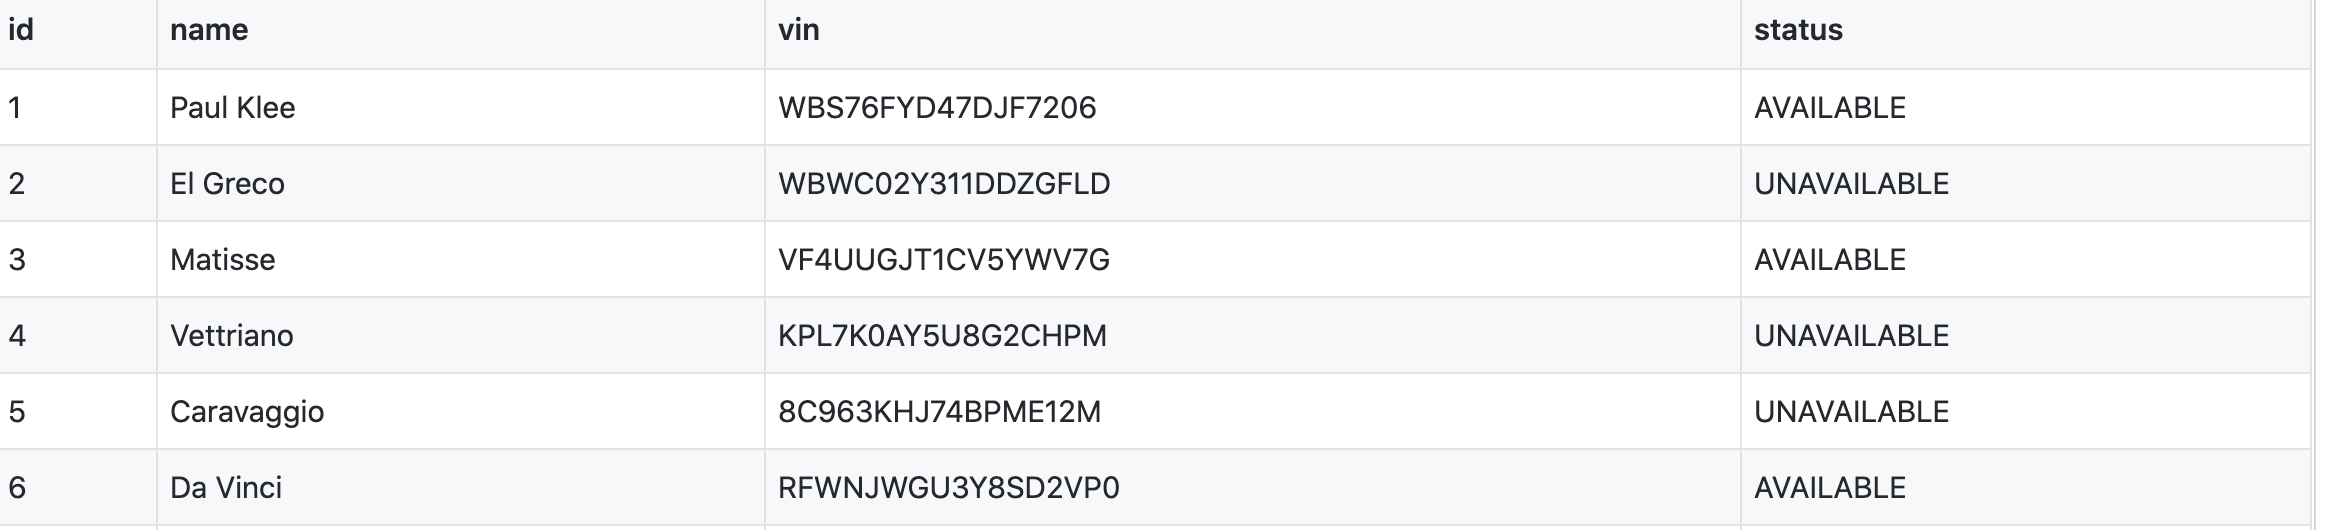 id name vin status
1 Paul Klee WBS76FYD47DJF7206 AVAILABLE
2 El Greco WBWC02Y311DDZGFLD UNAVAILABLE
3 Matisse VF4UUGJT1CV5YWV7G AVAILABLE
4 Vettriano KPL7K0AY5U8G2CHPM UNAVAILABLE
5 Caravaggio 8C963KHJ74BPME12M UNAVAILABLE
6 Da Vinci RFWNJWGU3Y8SD2VP0 AVAILABLE